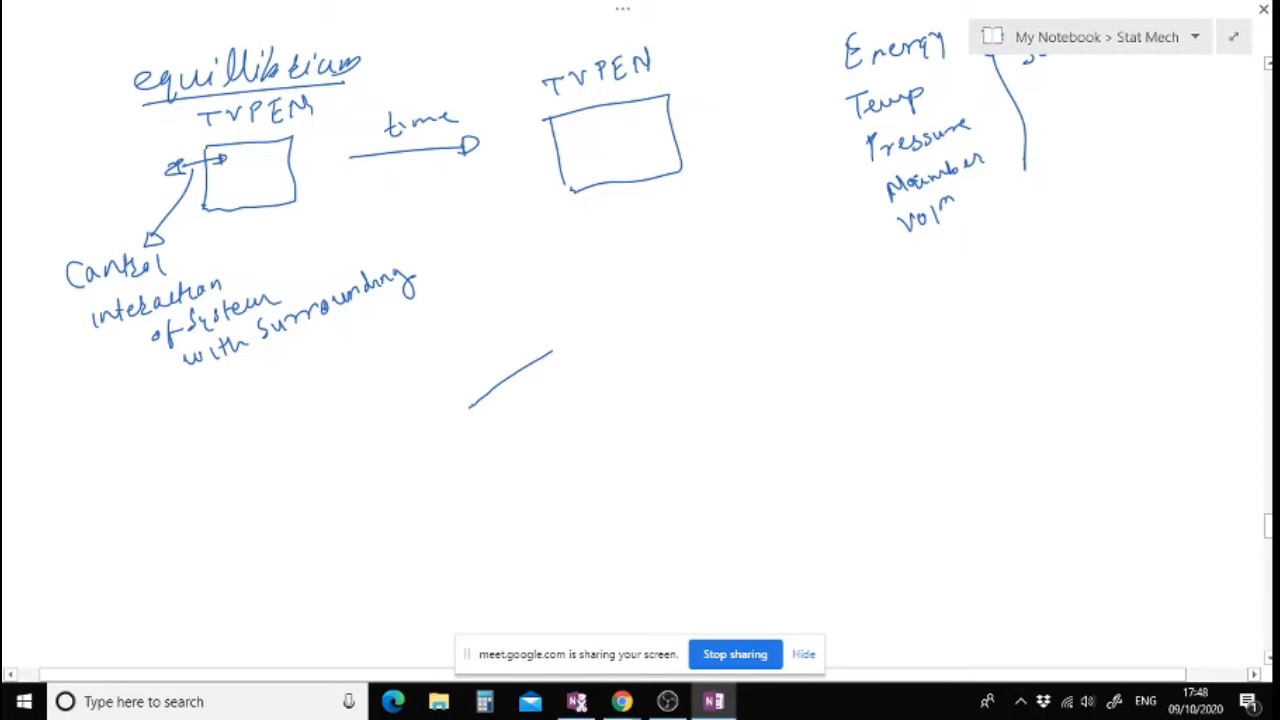 equillibrium
TVPEN
time
TVPEN
Control
interaction
of System
with Surrounding
Energy
Temp
Pressure
Number
Volm
My Notebook > Stat Mech
meet.google.com is sharing your screen.
Stop sharing
Hide
Type here to search
ENG
17:48
09/10/2020
1